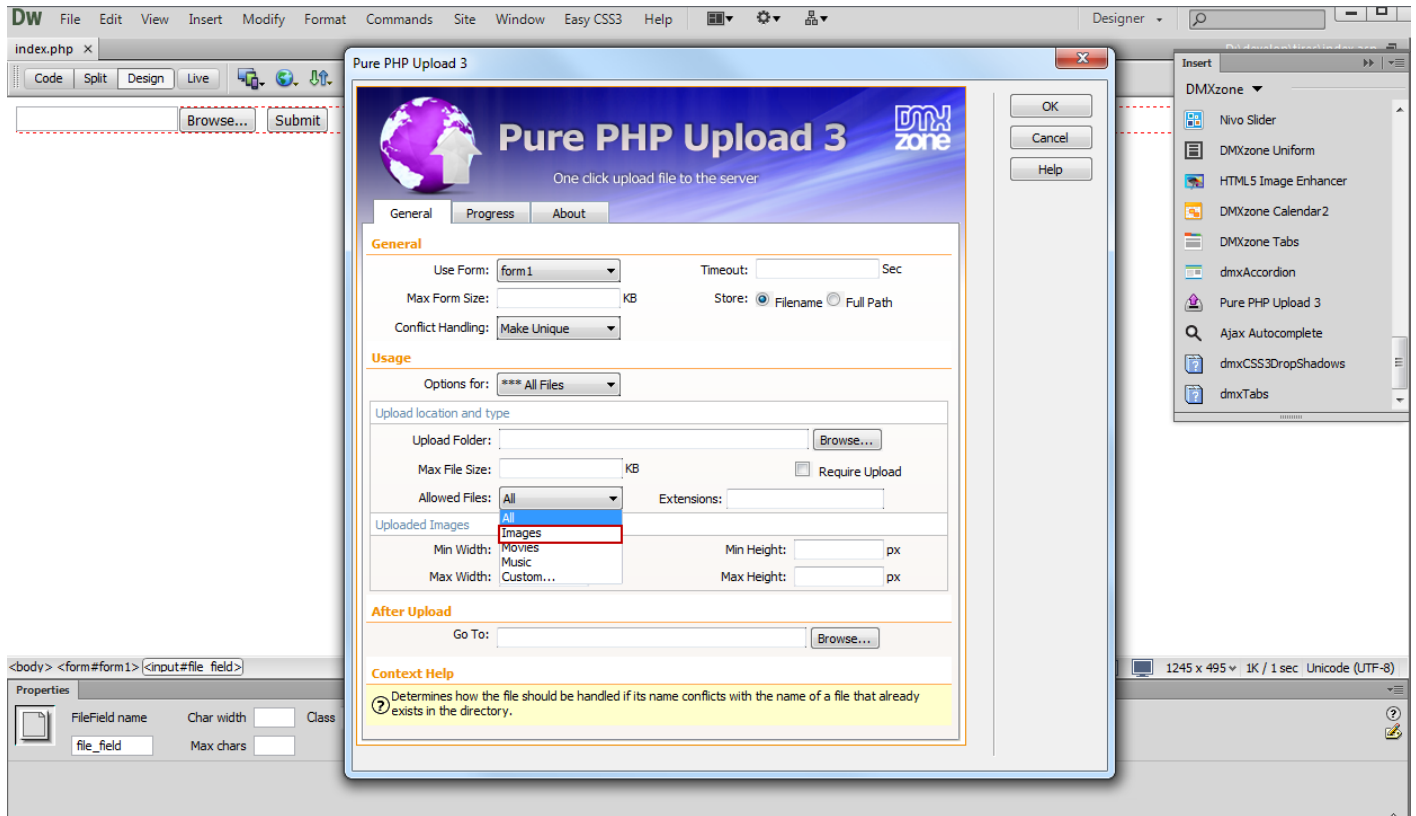 DW File Edit View Insert Modify Format Commands Site Window Easy CSS3 Help Designer
index.php ×
Code Split Design Live
Browse... Submit
Pure PHP Upload 3
DMX zone
Pure PHP Upload 3
One click upload file to the server
OK
Cancel
Help
General Progress About
General
Use Form: form1 Timeout: Sec
Max Form Size: KB Store: Filename Full Path
Conflict Handling: Make Unique
Usage
Options for: *** All Files
Upload location and type
Upload Folder: Browse...
Max File Size: KB Require Upload
Allowed Files: All Extensions:
All
Uploaded Images Images
Min Width: Movies Min Height: px
Music
Max Width: Custom... Max Height: px
After Upload
Go To: Browse...
Context Help
Determines how the file should be handled if its name conflicts with the name of a file that already
exists in the directory.
Insert
DMXzone
Nivo Slider
DMXzone Uniform
HTML5 Image Enhancer
DMXzone Calendar2
DMXzone Tabs
dmxAccordion
Pure PHP Upload 3
Ajax Autocomplete
dmxCSS3DropShadows
dmxTabs
<body> <form#form1> <input#file_field> 1245 x 495 1K / 1 sec Unicode (UTF-8)
Properties
FileField name Char width Class
file_field Max chars